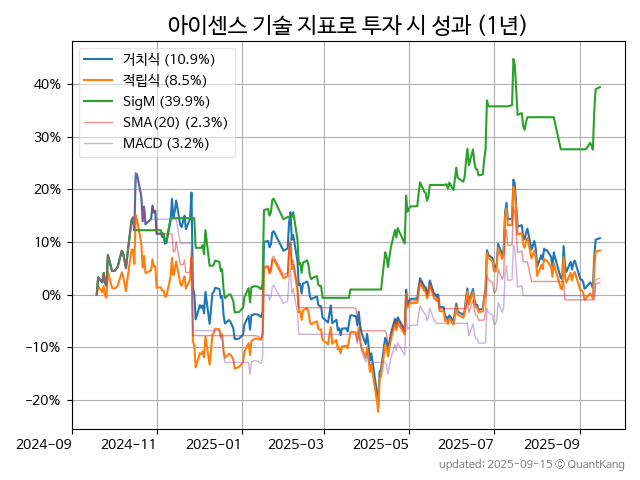 아이센스 기술 지표로 투자 시 성과 (1년)
거치식 (10.9%)
적립식 (8.5%)
SigM (39.9%)
SMA(20) (2.3%)
MACD (3.2%)
40%
30%
20%
10%
0%
−10%
−20%
2024-09 2024-11 2025-01 2025-03 2025-05 2025-07 2025-09
updated: 2025-09-15 ⓒ QuantKang